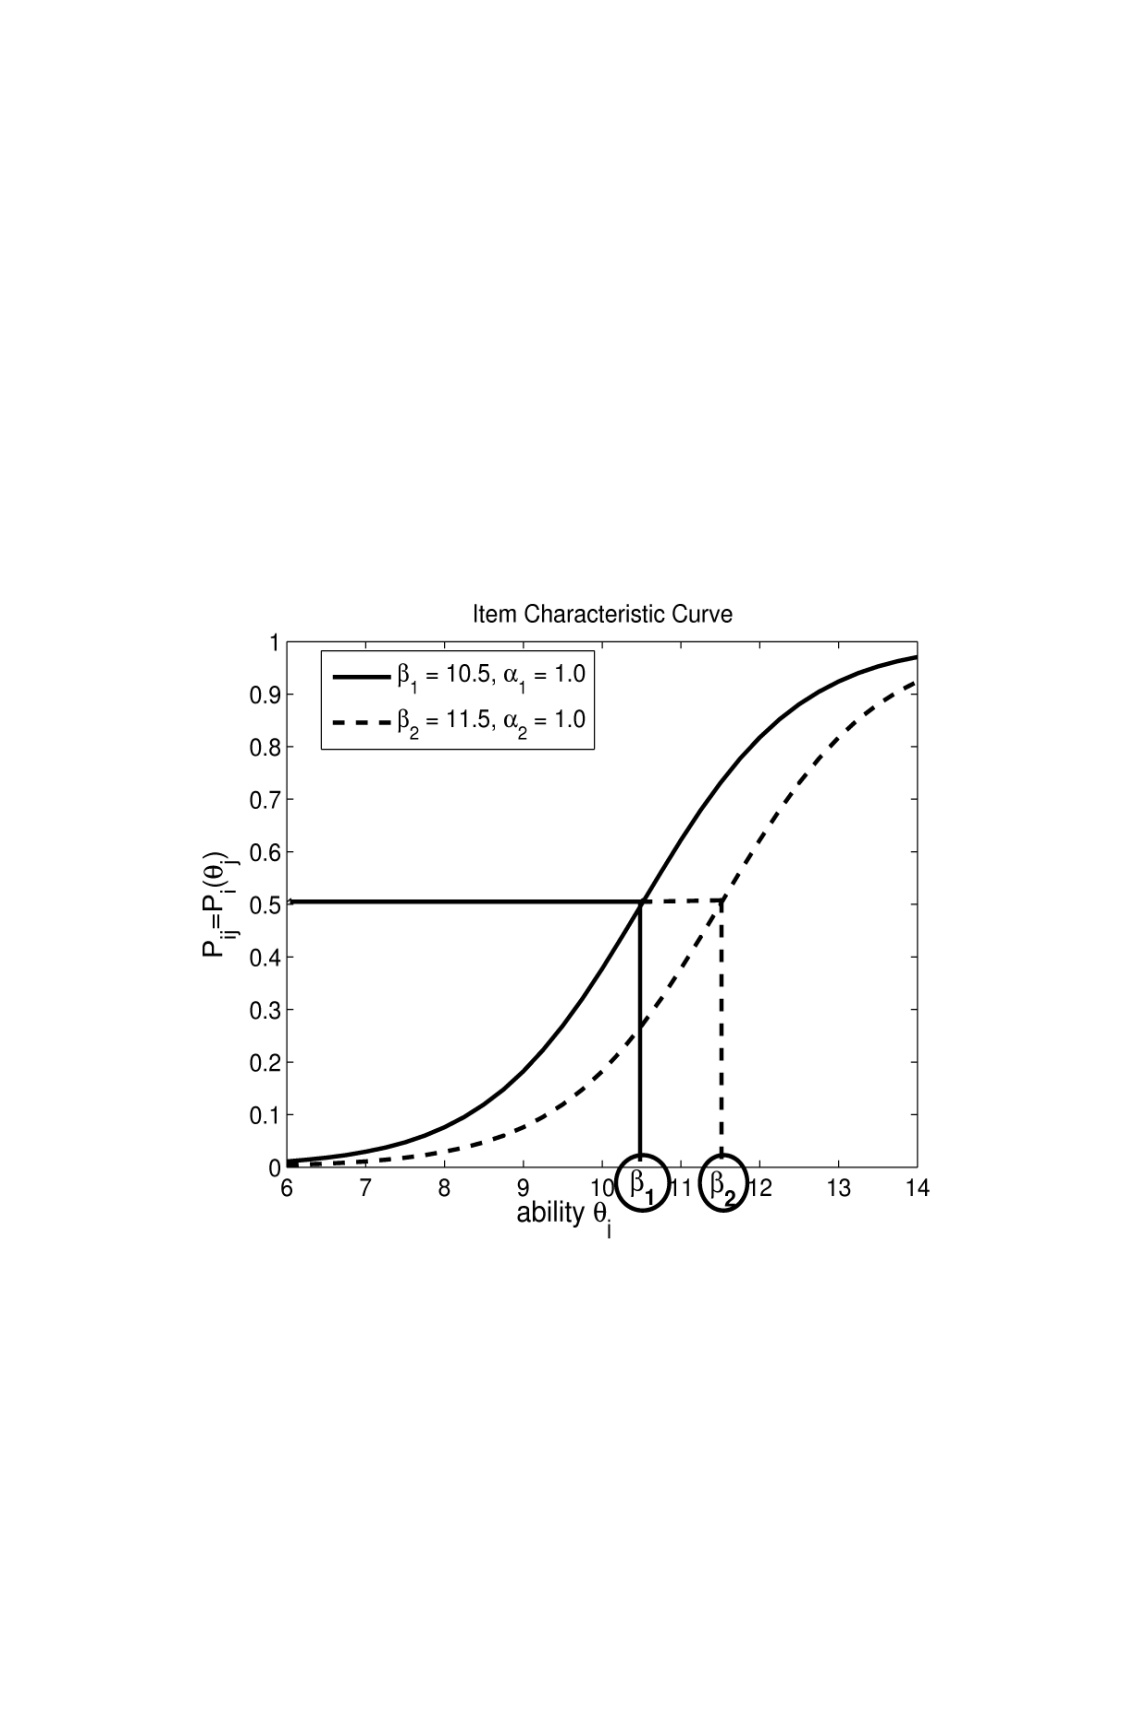 Item Characteristic Curve
1
β1 = 10.5, α1 = 1.0
0.9
β2 = 11.5, α2 = 1.0
0.8
0.7
0.6
Pij=Pi(θj)
0.5
0.4
0.3
0.2
0.1
0
6 7 8 9 10 β1 11 β2 12 13 14
ability θi